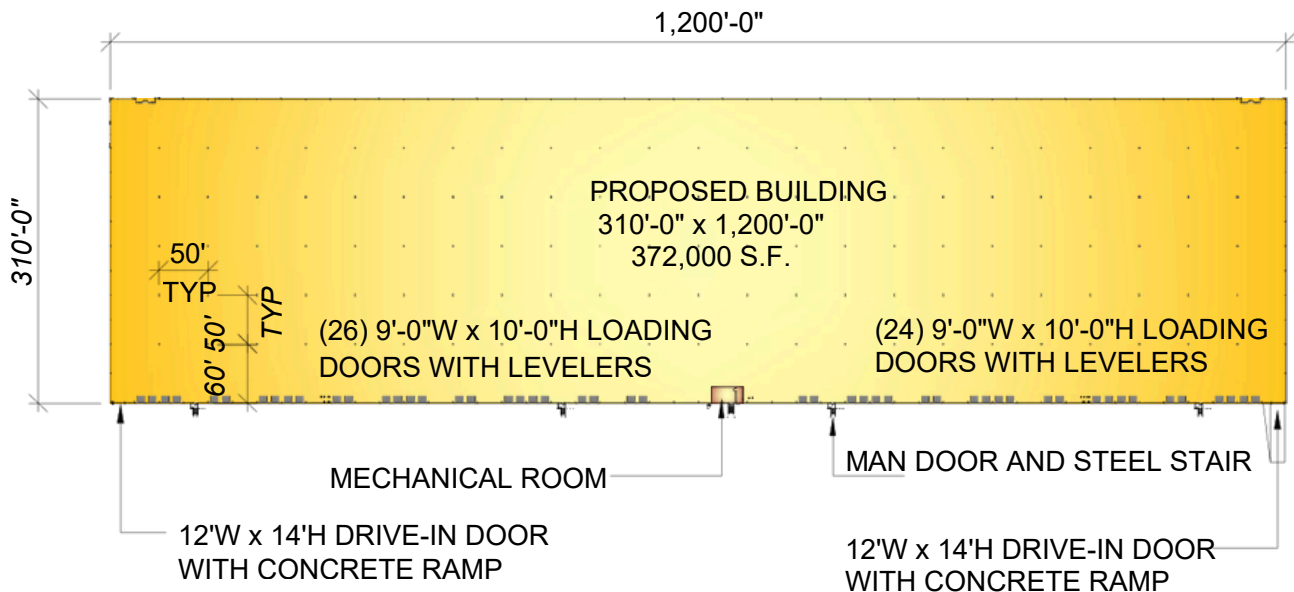 1,200'-0"
310'-0"
PROPOSED BUILDING
310'-0" x 1,200'-0"
372,000 S.F.
50'
TYP
TYP
50'
60'
(26) 9'-0"W x 10'-0"H LOADING
DOORS WITH LEVELERS
(24) 9'-0"W x 10'-0"H LOADING
DOORS WITH LEVELERS
MECHANICAL ROOM
MAN DOOR AND STEEL STAIR
12'W x 14'H DRIVE-IN DOOR
WITH CONCRETE RAMP
12'W x 14'H DRIVE-IN DOOR
WITH CONCRETE RAMP